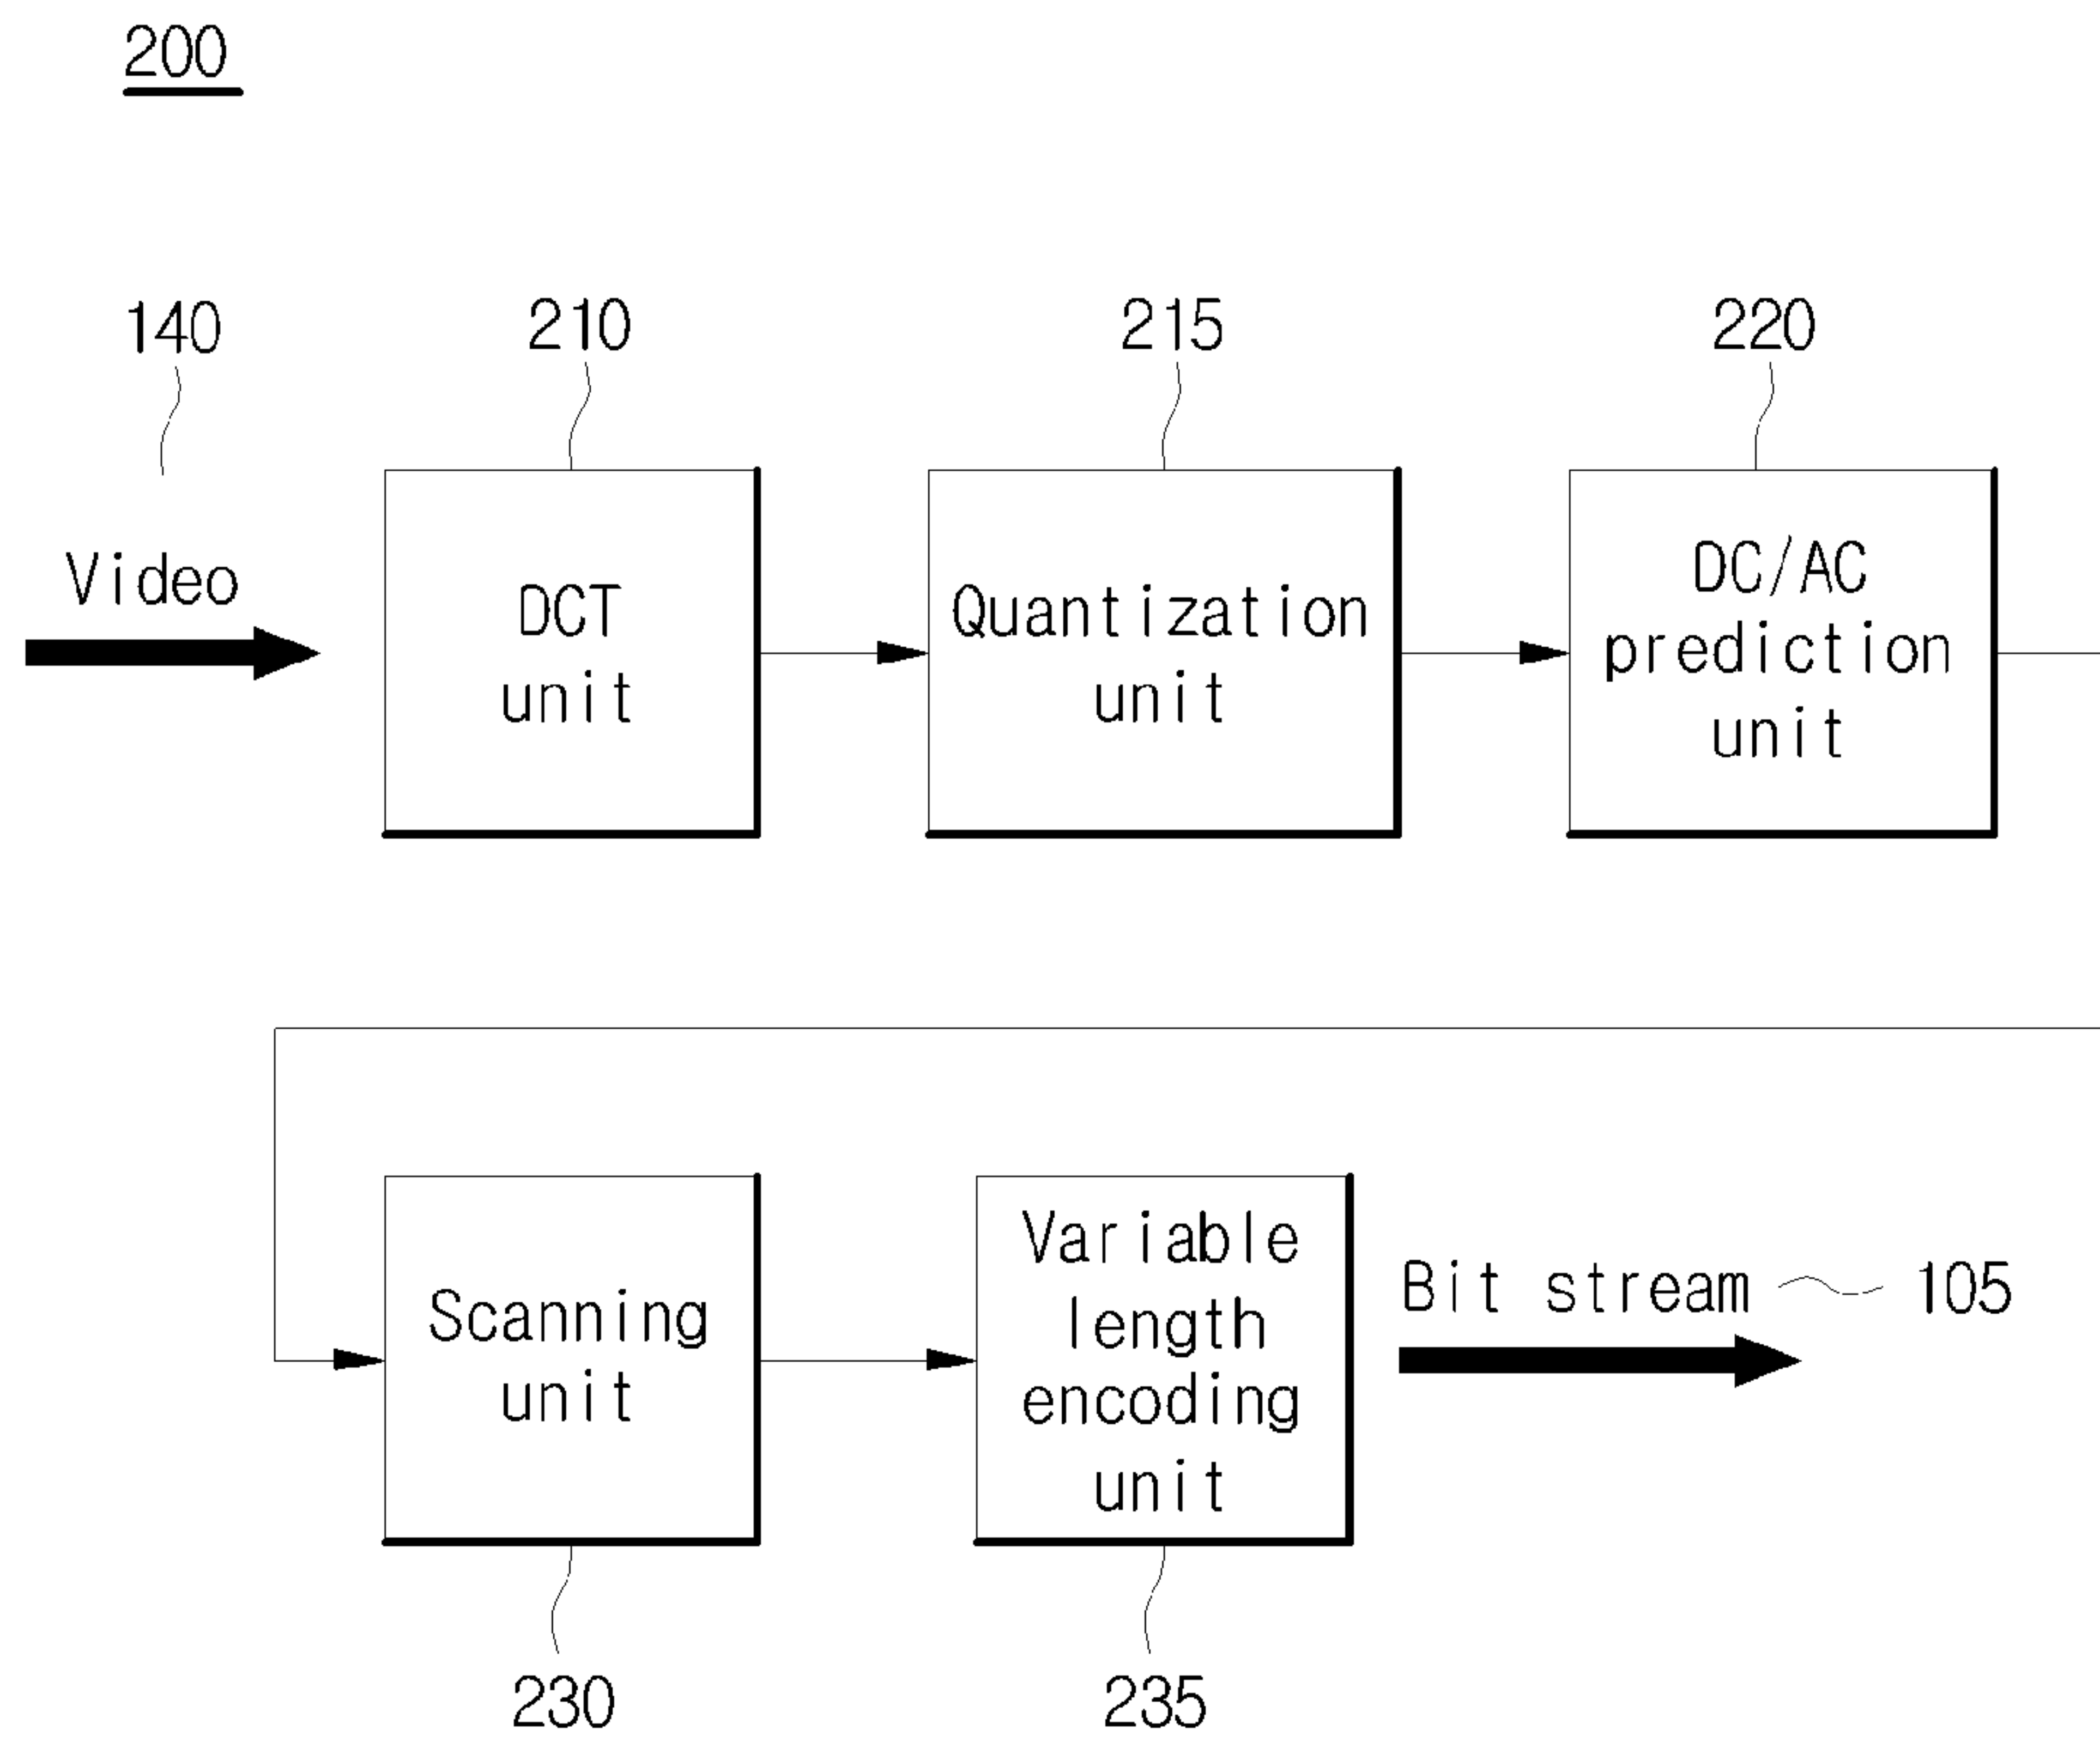 200
140
210
215
220
Video
DCT
unit
Quantization
unit
DC/AC
prediction
unit
Scanning
unit
Variable
length
encoding
unit
Bit stream
105
230
235